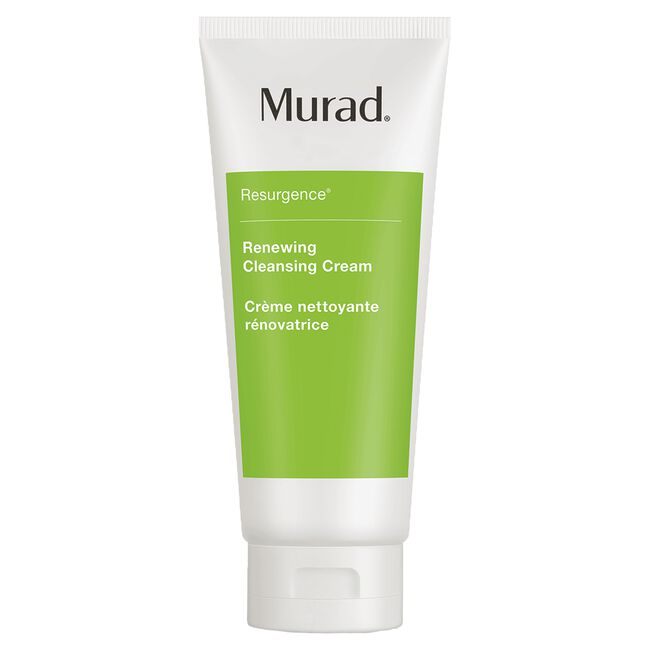 Murad®
Resurgence®
Renewing
Cleansing Cream
Crème nettoyante
rénovatrice